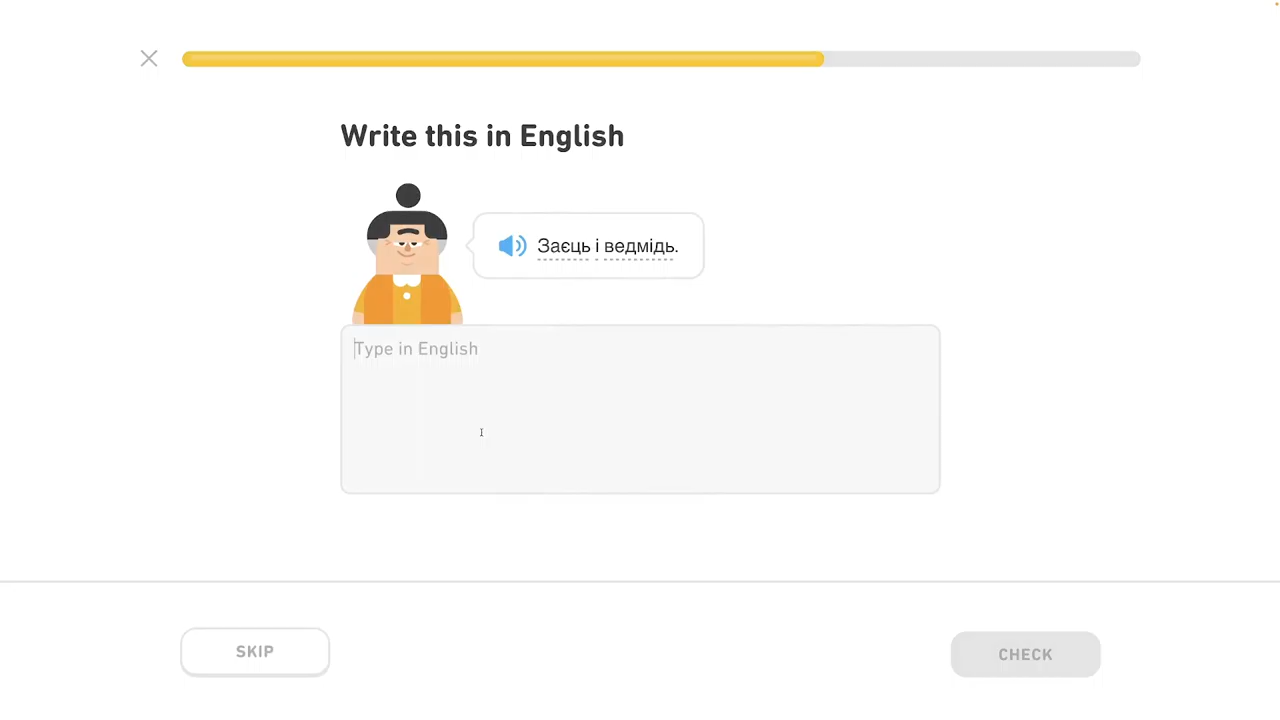 Write this in English
Заєць і ведмідь.
Type in English
SKIP
CHECK